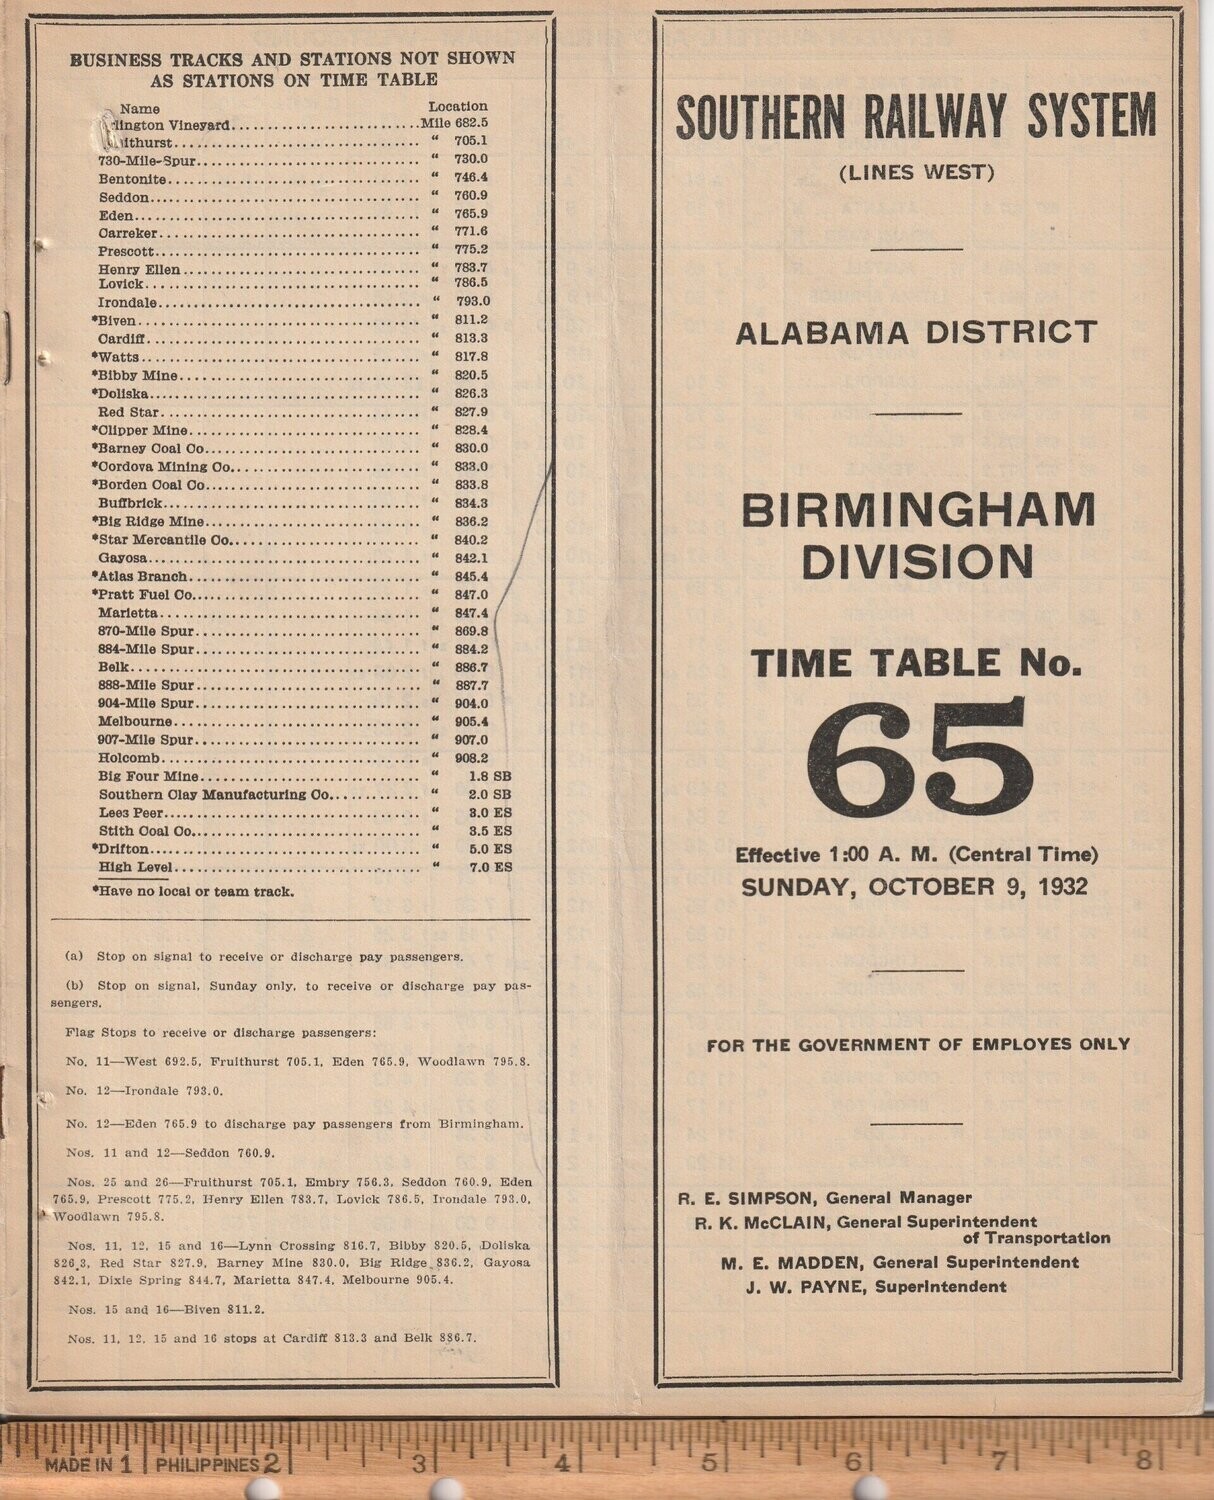 BUSINESS TRACKS AND STATIONS NOT SHOWN
AS STATIONS ON TIME TABLE
Name Location
Vineyard Mile 682.5
" 705.1
730-Mile-Spur " 730.0
Bentonite " 746.4
Seddon " 760.9
Eden " 765.9
Carreker " 771.6
Prescott " 775.2
Henry Ellen " 783.7
Lovick " 786.5
Irondale " 793.0
*Biven " 811.2
Cardiff " 813.3
*Watts " 817.8
*Bibby Mine " 820.5
*Doliska " 826.3
Red Star " 827.9
*Clipper Mine " 828.4
*Barney Coal Co. " 830.0
*Cordova Mining Co. " 833.0
*Borden Coal Co. " 833.8
Buffbrick " 834.3
*Big Ridge Mine " 836.2
*Star Mercantile Co. " 840.2
Gayosa " 842.1
*Atlas Branch " 845.4
*Pratt Fuel Co. " 847.0
Marietta " 847.4
870-Mile Spur " 869.8
884-Mile Spur " 884.2
Belk " 886.7
888-Mile Spur " 887.7
904-Mile Spur " 904.0
Melbourne " 905.4
907-Mile Spur " 907.0
Holcomb " 908.2
Big Four Mine " 1.8 SB
Southern Clay Manufacturing Co. " 2.0 SB
Lees Peer " 3.0 ES
Stith Coal Co. " 3.5 ES
*Drifton " 5.0 ES
High Level " 7.0 ES
*Have no local or team track.
(a) Stop on signal to receive or discharge pay passengers.
(b) Stop on signal, Sunday only, to receive or discharge pay pas-
sengers.
Flag Stops to receive or discharge passengers:
No. 11—West 692.5, Fruithurst 705.1, Eden 765.9, Woodlawn 795.8.
No. 12—Irondale 793.0.
No. 12—Eden 765.9 to discharge pay passengers from Birmingham.
Nos. 11 and 12—Seddon 760.9.
Nos. 25 and 26—Fruithurst 705.1, Embry 756.3, Seddon 760.9, Eden
765.9, Prescott 775.2, Henry Ellen 783.7, Lovick 786.5, Irondale 793.0,
Woodlawn 795.8.
Nos. 11, 12, 15 and 16—Lynn Crossing 816.7, Bibby 820.5, Doliska
826.3, Red Star 827.9, Barney Mine 830.0, Big Ridge 836.2, Gayosa
842.1, Dixie Spring 844.7, Marietta 847.4, Melbourne 905.4.
Nos. 15 and 16—Biven 811.2.
Nos. 11, 12, 15 and 16 stops at Cardiff 813.3 and Belk 886.7.
SOUTHERN RAILWAY SYSTEM
(LINES WEST)
ALABAMA DISTRICT
BIRMINGHAM
DIVISION
TIME TABLE No.
65
Effective 1:00 A. M. (Central Time)
SUNDAY, OCTOBER 9, 1932
FOR THE GOVERNMENT OF EMPLOYES ONLY
R. E. SIMPSON, General Manager
R. K. McCLAIN, General Superintendent
of Transportation
M. E. MADDEN, General Superintendent
J. W. PAYNE, Superintendent
MADE IN 1 PHILIPPINES 2 3 4 5 6 7 8